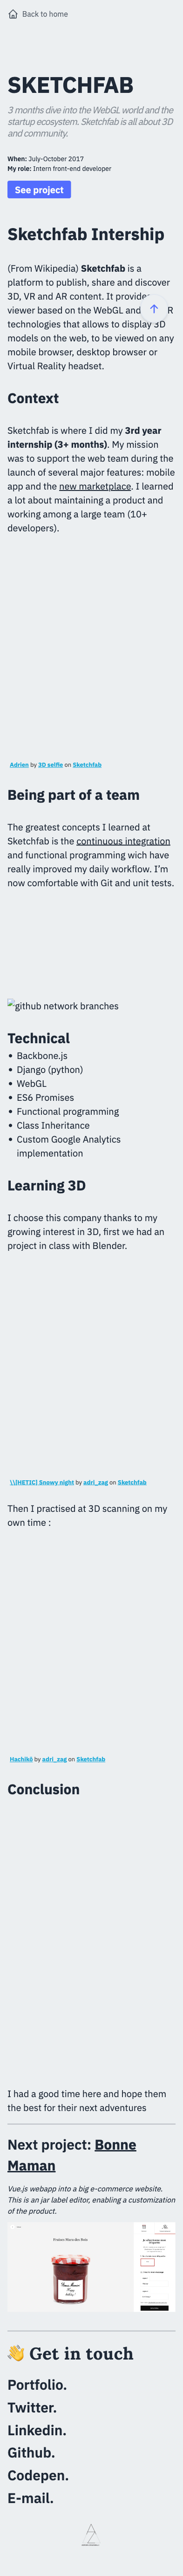 Back to home
SKETCHFAB
3 months dive into the WebGL world and the
startup ecosystem. Sketchfab is all about 3D
and community.
When: July-October 2017
My role: Intern front-end developer
See project
Sketchfab Intership
(From Wikipedia) Sketchfab is a
platform to publish, share and discover
3D, VR and AR content. It provides a
viewer based on the WebGL and R
technologies that allows to display 3D
models on the web, to be viewed on any
mobile browser, desktop browser or
Virtual Reality headset.
Context
Sketchfab is where I did my 3rd year
internship (3+ months). My mission
was to support the web team during the
launch of several major features: mobile
app and the new marketplace. I learned
a lot about maintaining a product and
working among a large team (10+
developers).
Adrien by 3D selfie on Sketchfab
Being part of a team
The greatest concepts I learned at
Sketchfab is the continuous integration
and functional programming wich have
really improved my daily workflow. I'm
now comfortable with Git and unit tests.
github network branches
Technical
• Backbone.js
• Django (python)
• WebGL
• ES6 Promises
• Functional programming
• Class Inheritance
• Custom Google Analytics
implementation
Learning 3D
I choose this company thanks to my
growing interest in 3D, first we had an
project in class with Blender.
\\[HETIC] Snowy night by adri_zag on Sketchfab
Then I practised at 3D scanning on my
own time :
Hachikō by adri_zag on Sketchfab
Conclusion
I had a good time here and hope them
the best for their next adventures
Next project: Bonne
Maman
Vue.js webapp into a big e-commerce website.
This is an jar label editor, enabling a customization
of the product.
👋 Get in touch
Portfolio.
Twitter.
Linkedin.
Github.
Codepen.
E-mail.